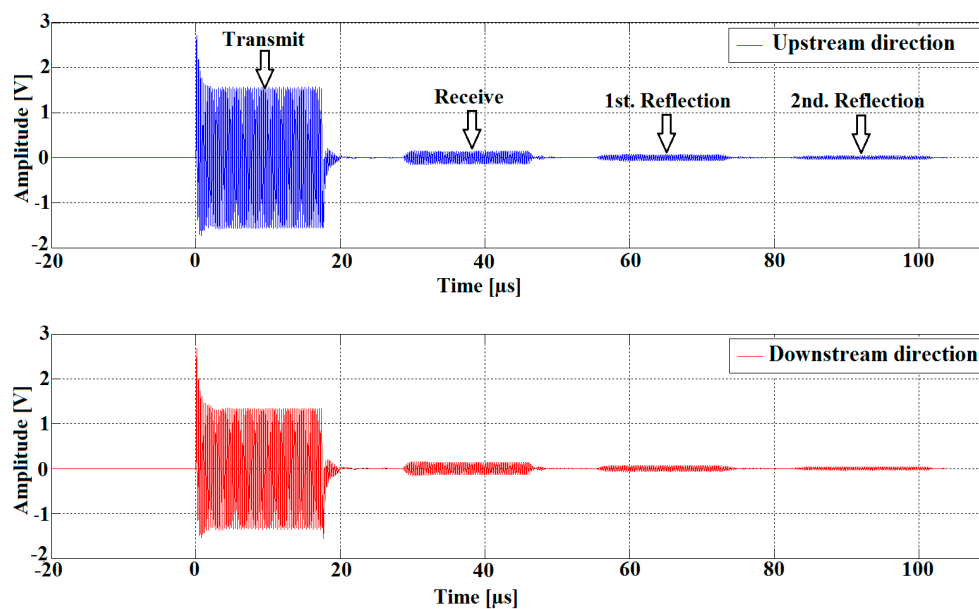 3
2
1
0
-1
-2
Amplitude [V]
Transmit
Receive
1st. Reflection
2nd. Reflection
Upstream direction
-20
0
20
40
60
80
100
Time [µs]
3
2
1
0
-1
-2
Amplitude [V]
Downstream direction
-20
0
20
40
60
80
100
Time [µs]